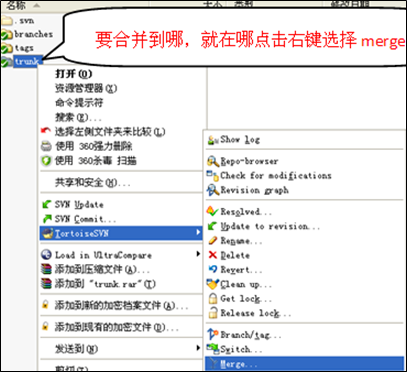 名称
大小
类型
修改日期
.svn
branches
tags
trunk
要合并到哪，就在哪点击右键选择 merge
打开(O)
资源管理器(X)
命令提示符
搜索(E)...
选择左侧文件夹来比较(L)
使用 360强力删除
使用 360杀毒 扫描
共享和安全(H)...
SVN Update
SVN Commit...
TortoiseSVN
Load in UltraCompare
添加到压缩文件(A)...
添加到 "trunk.rar"(T)
添加到新的加密档案文件(A)...
添加到现有的加密文件(D)...
发送到(N)
剪切(T)
Show log
Repo-browser
Check for modifications
Revision graph
Resolved...
Update to revision...
Rename...
Delete
Revert...
Clean up...
Get lock...
Release lock...
Branch/tag...
Switch...
Merge...